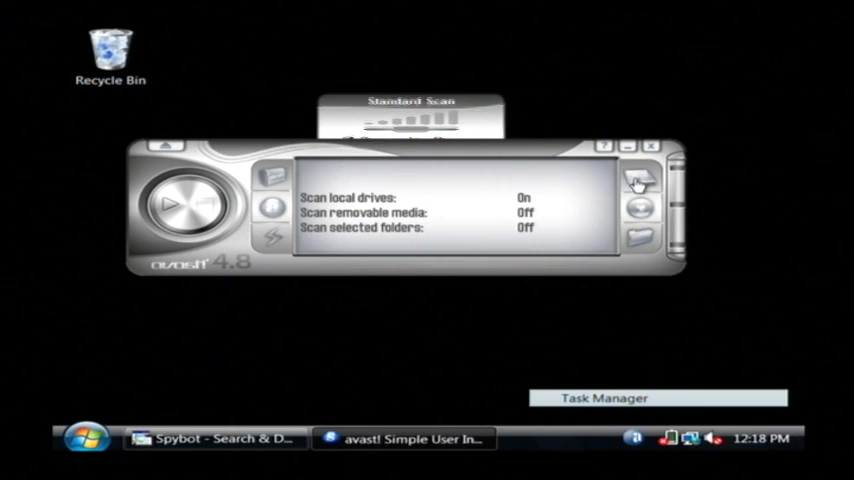 Recycle Bin
Standard Scan
?
Scan local drives: On
Scan removable media: Off
Scan selected folders: Off
avast! 4.8
Task Manager
Spybot - Search & D...
avast! Simple User In...
12:18 PM